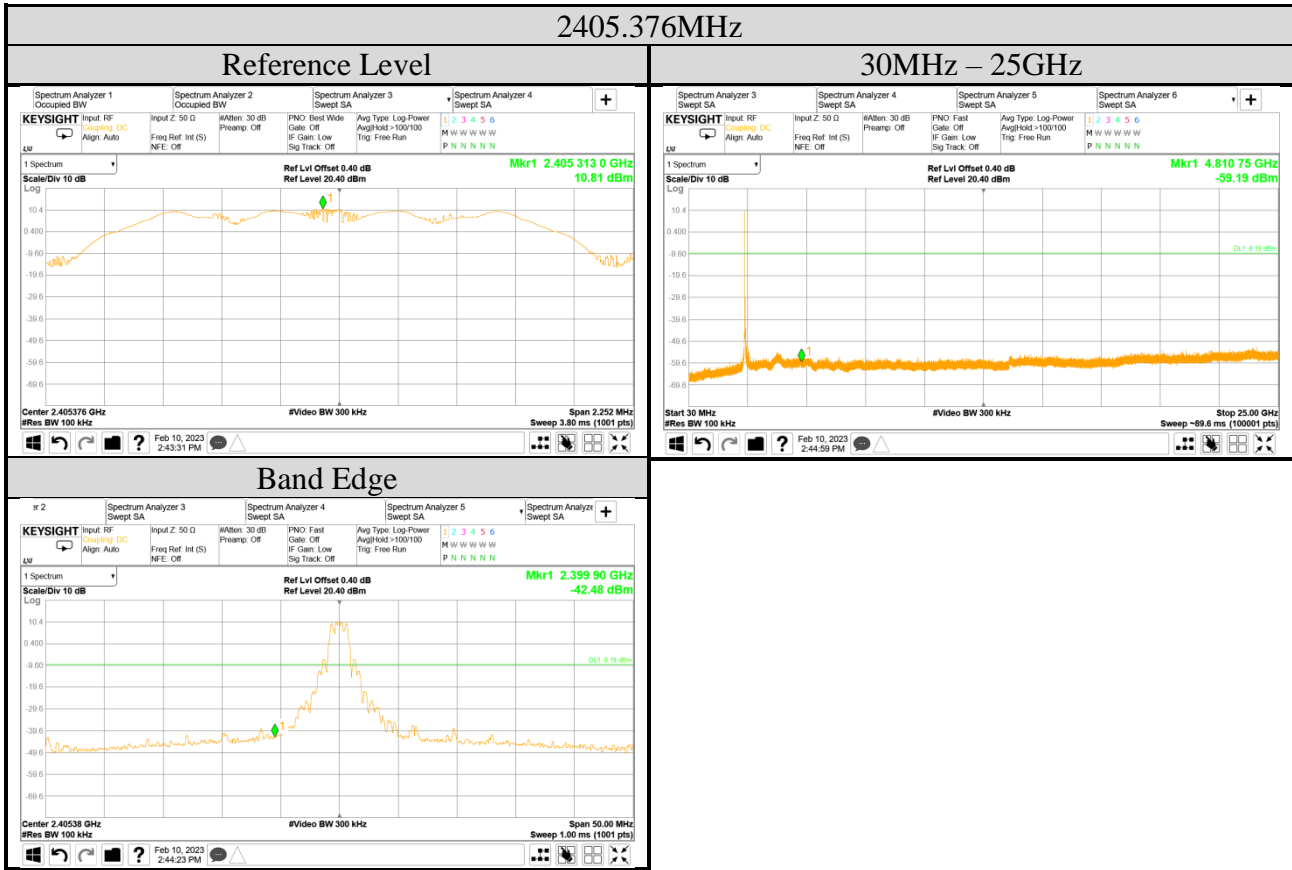 2405.376MHz
Reference Level
Spectrum Analyzer 1 Occupied BW
Spectrum Analyzer 2 Occupied BW
Spectrum Analyzer 3 Swept SA
Spectrum Analyzer 4 Swept SA
KEYSIGHT
Input: RF
Coupling: DC
Align: Auto
Input Z: 50 Ω
Freq Ref: Int (S)
NFE: Off
#Atten: 30 dB
Preamp: Off
PNO: Best Wide
Gate: Off
IF Gain: Low
Sig Track: Off
Avg Type: Log-Power
Avg|Hold:>100/100
Trig: Free Run
1 2 3 4 5 6
M W W W W W
P N N N N N
1 Spectrum
Scale/Div 10 dB
Log
Ref Lvl Offset 0.40 dB
Ref Level 20.40 dBm
Mkr1 2.405 313 0 GHz
10.81 dBm
1
10.4
0.400
-9.60
-19.6
-29.6
-39.6
-49.6
-59.6
-69.6
Center 2.405376 GHz
#Res BW 100 kHz
#Video BW 300 kHz
Span 2.252 MHz
Sweep 3.80 ms (1001 pts)
?
Feb 10, 2023
2:43:31 PM
30MHz – 25GHz
Spectrum Analyzer 3 Swept SA
Spectrum Analyzer 4 Swept SA
Spectrum Analyzer 5 Swept SA
Spectrum Analyzer 6 Swept SA
KEYSIGHT
Input: RF
Coupling: DC
Align: Auto
Input Z: 50 Ω
Freq Ref: Int (S)
NFE: Off
#Atten: 30 dB
Preamp: Off
PNO: Fast
Gate: Off
IF Gain: Low
Sig Track: Off
Avg Type: Log-Power
Avg|Hold:>100/100
Trig: Free Run
1 2 3 4 5 6
M W W W W W
P N N N N N
1 Spectrum
Scale/Div 10 dB
Log
Ref Lvl Offset 0.40 dB
Ref Level 20.40 dBm
Mkr1 4.810 75 GHz
-59.19 dBm
10.4
0.400
DL1 -9.19 dBm
-9.60
-19.6
-29.6
-39.6
-49.6
1
-59.6
-69.6
Start 30 MHz
#Res BW 100 kHz
#Video BW 300 kHz
Stop 25.00 GHz
Sweep ~89.6 ms (100001 pts)
?
Feb 10, 2023
2:44:59 PM
Band Edge
er 2
Spectrum Analyzer 3 Swept SA
Spectrum Analyzer 4 Swept SA
Spectrum Analyzer 5 Swept SA
Spectrum Analyze Swept SA
KEYSIGHT
Input: RF
Coupling: DC
Align: Auto
Input Z: 50 Ω
Freq Ref: Int (S)
NFE: Off
#Atten: 30 dB
Preamp: Off
PNO: Fast
Gate: Off
IF Gain: Low
Sig Track: Off
Avg Type: Log-Power
Avg|Hold:>100/100
Trig: Free Run
1 2 3 4 5 6
M W W W W W
P N N N N N
1 Spectrum
Scale/Div 10 dB
Log
Ref Lvl Offset 0.40 dB
Ref Level 20.40 dBm
Mkr1 2.399 90 GHz
-42.48 dBm
10.4
0.400
DL1 -9.19 dBm
-9.60
-19.6
-29.6
1
-39.6
-49.6
-59.6
-69.6
Center 2.40538 GHz
#Res BW 100 kHz
#Video BW 300 kHz
Span 50.00 MHz
Sweep 1.00 ms (1001 pts)
?
Feb 10, 2023
2:44:23 PM